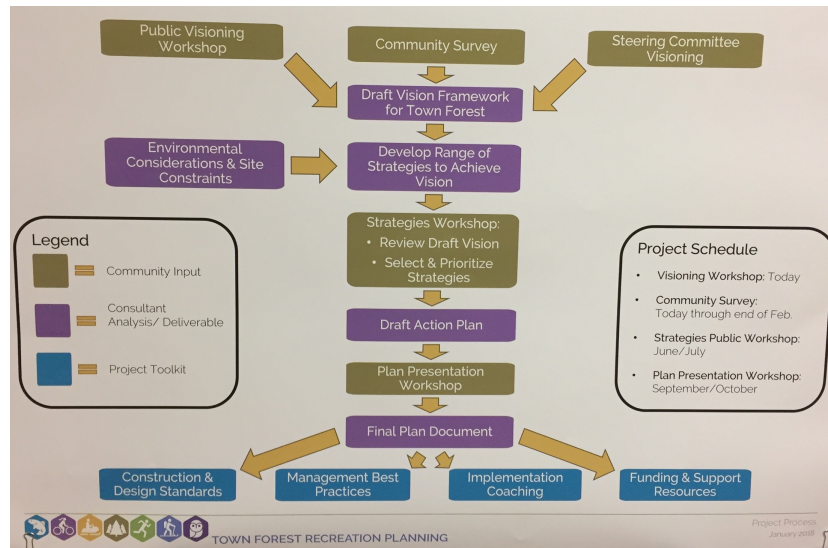 Public Visioning
Workshop
Community Survey
Steering Committee
Visioning
Draft Vision Framework
for Town Forest
Environmental
Considerations & Site
Constraints
Develop Range of
Strategies to Achieve
Vision
Strategies Workshop:
• Review Draft Vision
• Select & Prioritize
Strategies
Legend
Community Input
Consultant
Analysis/ Deliverable
Project Toolkit
Project Schedule
• Visioning Workshop: Today
• Community Survey:
Today through end of Feb.
• Strategies Public Workshop:
June/July
• Plan Presentation Workshop:
September/October
Draft Action Plan
Plan Presentation
Workshop
Final Plan Document
Construction &
Design Standards
Management Best
Practices
Implementation
Coaching
Funding & Support
Resources
TOWN FOREST RECREATION PLANNING
Project Process
January 2018